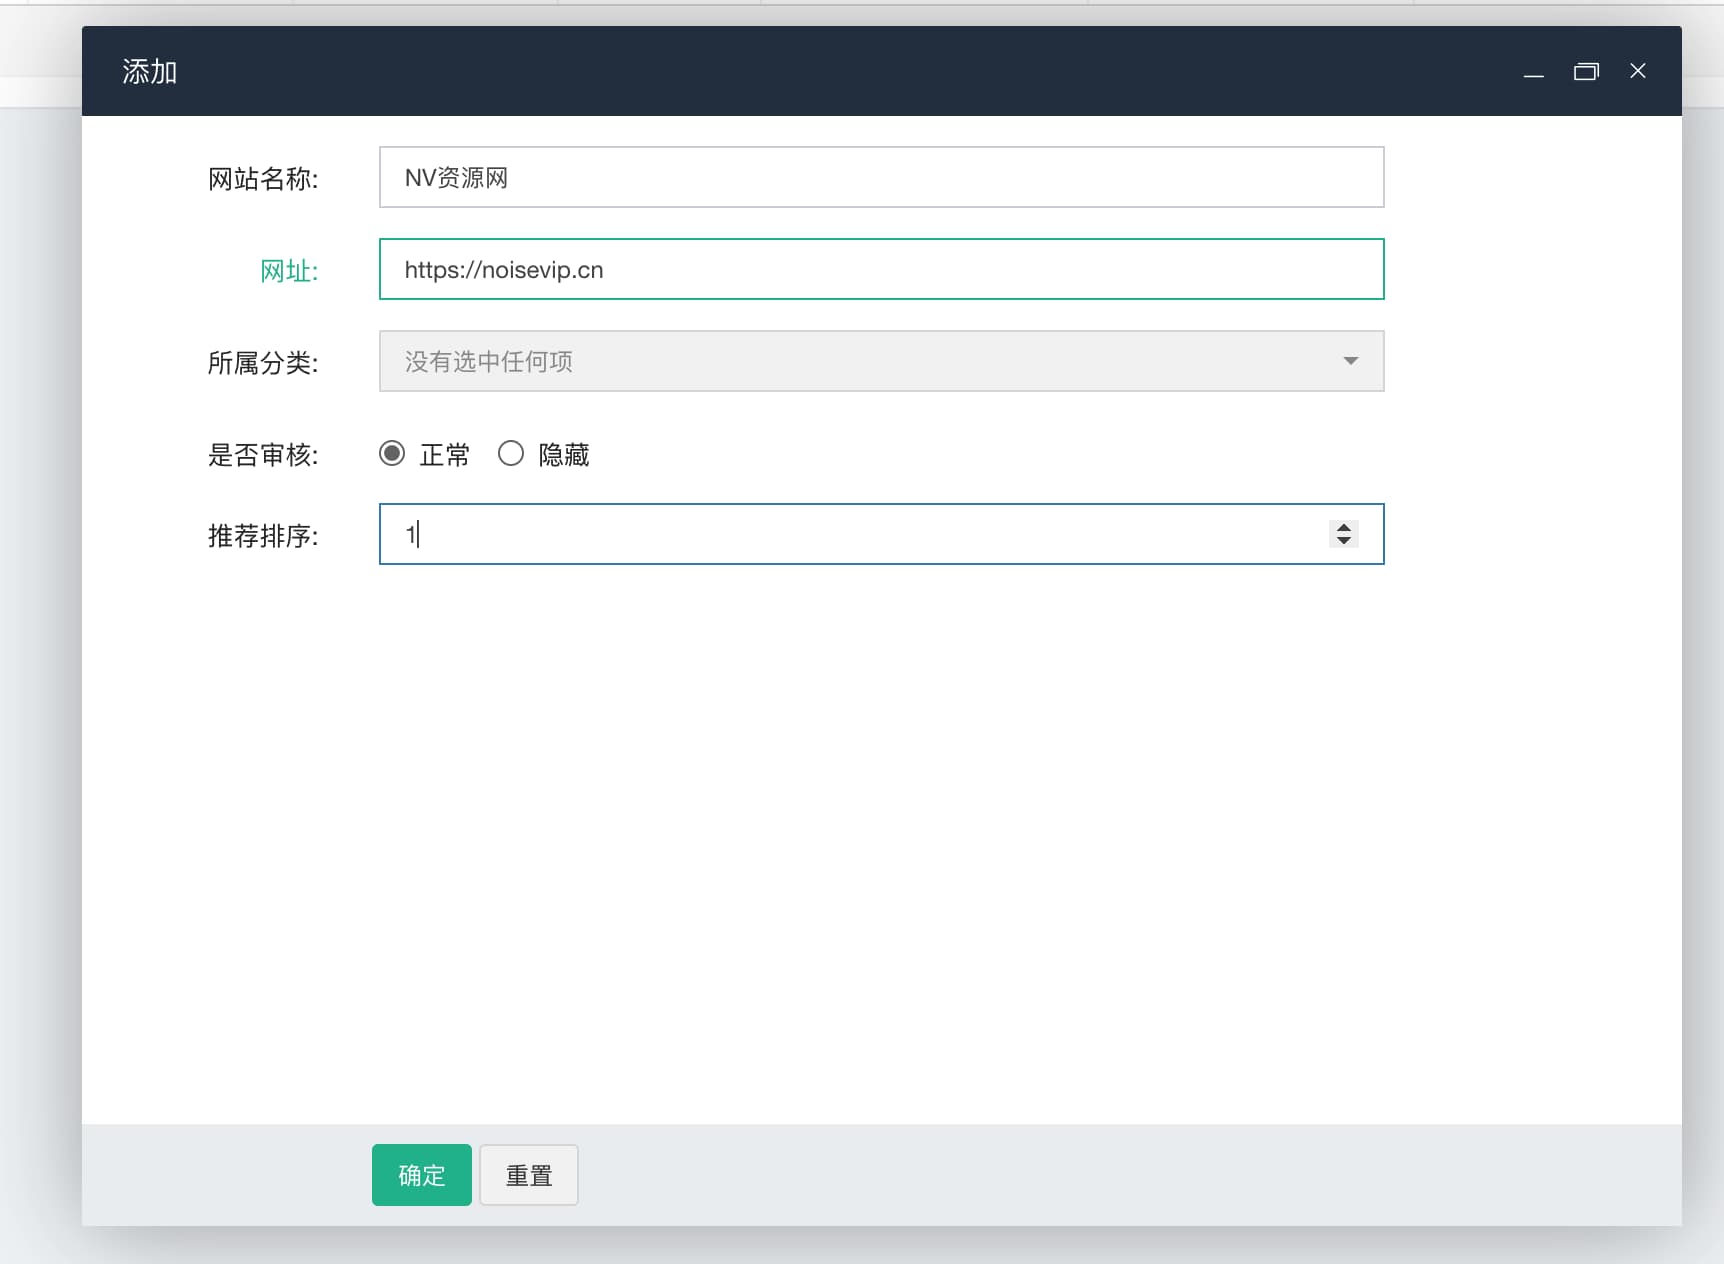 添加
网站名称: NV资源网
网址: https://noisevip.cn
所属分类: 没有选中任何项
是否审核: 正常 隐藏
推荐排序: 1
确定 重置